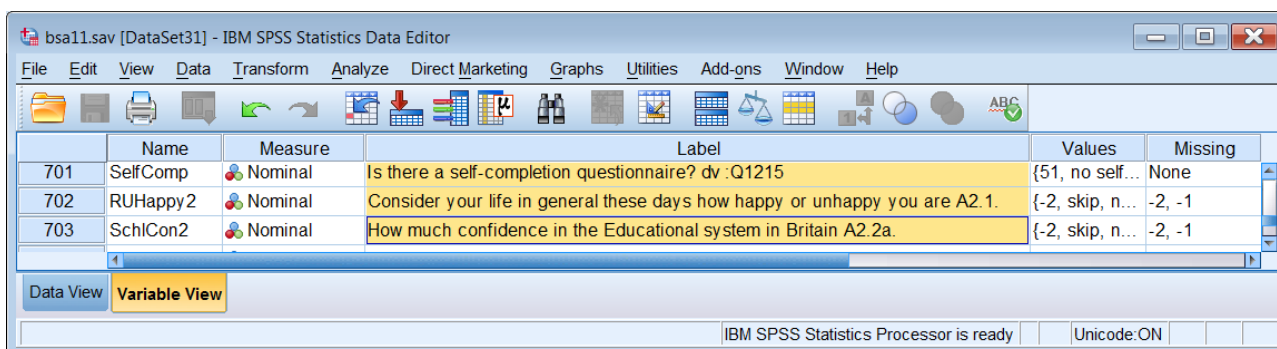 bsa11.sav [DataSet31] - IBM SPSS Statistics Data Editor
File Edit View Data Transform Analyze Direct Marketing Graphs Utilities Add-ons Window Help
μ A 1 4 ABC
Name Measure Label Values Missing
701 SelfComp Nominal Is there a self-completion questionnaire? dv :Q1215 {51, no self... None
702 RUHappy2 Nominal Consider your life in general these days how happy or unhappy you are A2.1. {-2, skip, n... -2, -1
703 SchlCon2 Nominal How much confidence in the Educational system in Britain A2.2a. {-2, skip, n... -2, -1
Data View Variable View
IBM SPSS Statistics Processor is ready Unicode:ON